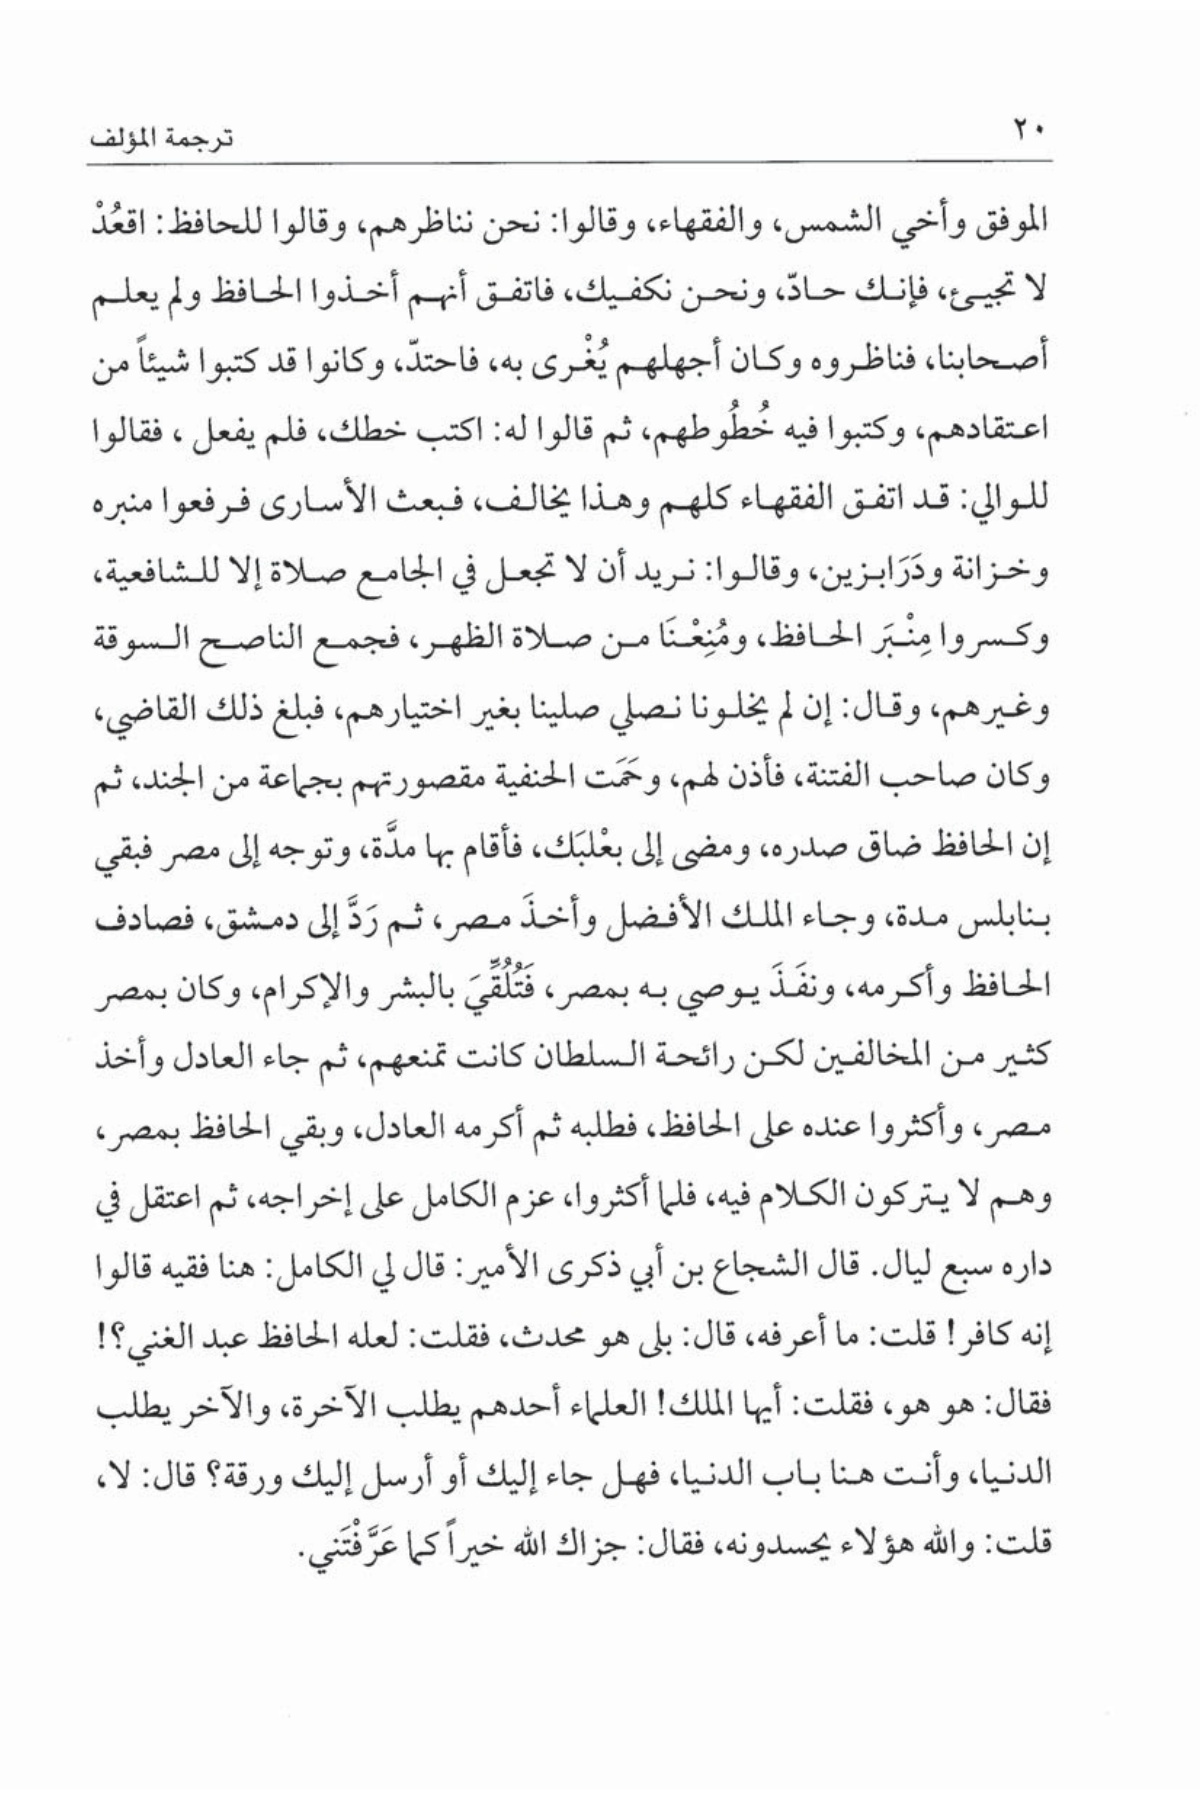 ٢٠
ترجمة المؤلف
الموفق وأخي الشمس، والفقهاء، وقالوا: نحن نناظرهم، وقالوا للحافظ: اقعُدْ
لا تجيئ، فإنك حادّ، ونحن نكفيك، فاتفق أنهم أخذوا الحافظ ولم يعلم
أصحابنا، فناظروه وكان أجهلهم يُغْرى به، فاحتدّ، وكانوا قد كتبوا شيئاً من
اعتقادهم، وكتبوا فيه خُطُوطهم، ثم قالوا له: اكتب خطك، فلم يفعل ، فقالوا
للوالي: قد اتفق الفقهاء كلهم وهذا يخالف، فبعث الأسارى فرفعوا منبره
وخزانة ودَرَابزين، وقالوا: نريد أن لا تجعل في الجامع صلاة إلا للشافعية،
وكسروا مِنْبَر الحافظ، ومُنِعْنَا من صلاة الظهر، فجمع الناصح السوقة
وغيرهم، وقال: إن لم يخلونا نصلي صلينا بغير اختيارهم، فبلغ ذلك القاضي،
وكان صاحب الفتنة، فأذن لهم، وحَمَت الحنفية مقصورتهم بجماعة من الجند، ثم
إن الحافظ ضاق صدره، ومضى إلى بعْلبَك، فأقام بها مدَّة، وتوجه إلى مصر فبقي
بنابلس مدة، وجاء الملك الأفضل وأخذَ مصر، ثم رَدَّ إلى دمشق، فصادف
الحافظ وأكرمه، ونفَذَ يوصي به بمصر، فَتُلُقِّيَ بالبشر والإكرام، وكان بمصر
كثير من المخالفين لكن رائحة السلطان كانت تمنعهم، ثم جاء العادل وأخذ
مصر، وأكثروا عنده على الحافظ، فطلبه ثم أكرمه العادل، وبقي الحافظ بمصر،
وهم لا يتركون الكلام فيه، فلما أكثروا، عزم الكامل على إخراجه، ثم اعتقل في
داره سبع ليال. قال الشجاع بن أبي ذكرى الأمير: قال لي الكامل: هنا فقيه قالوا
إنه كافر! قلت: ما أعرفه، قال: بلى هو محدث، فقلت: لعله الحافظ عبد الغني؟!
فقال: هو هو، فقلت: أيها الملك! العلماء أحدهم يطلب الآخرة، والآخر يطلب
الدنيا، وأنت هنا باب الدنيا، فهل جاء إليك أو أرسل إليك ورقة؟ قال: لا،
قلت: والله هؤلاء يحسدونه، فقال: جزاك الله خيراً كما عَرَّفْتَني.